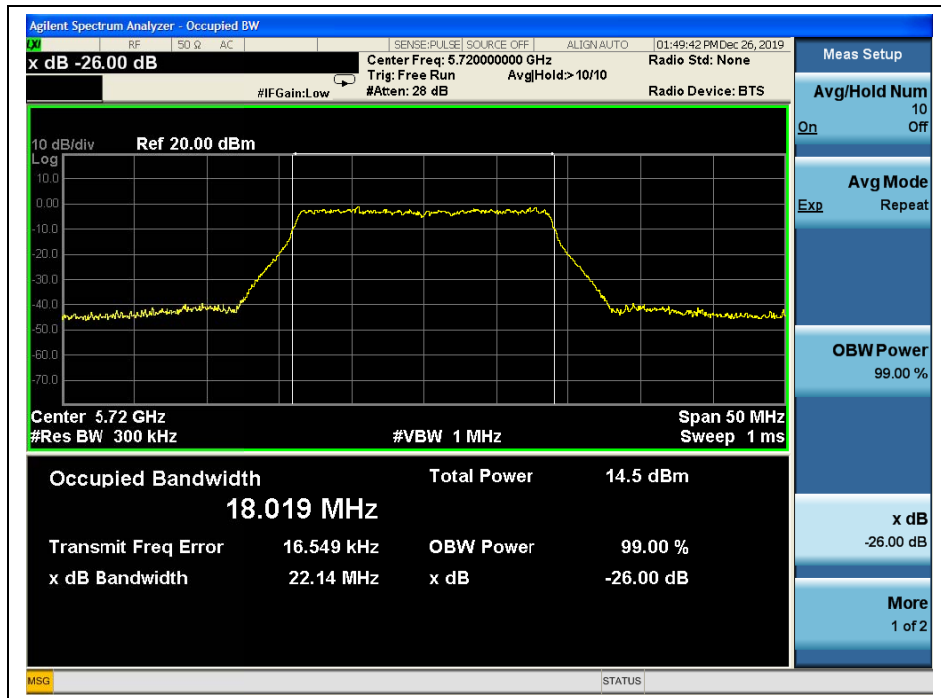 Agilent Spectrum Analyzer - Occupied BW
LXI RF 50 Ω AC SENSE:PULSE SOURCE OFF ALIGN AUTO 01:49:42 PM Dec 26, 2019
x dB -26.00 dB
Center Freq: 5.720000000 GHz Radio Std: None
Trig: Free Run Avg|Hold:> 10/10
#IFGain:Low #Atten: 28 dB Radio Device: BTS
10 dB/div Ref 20.00 dBm
Log
10.0
0.00
-10.0
-20.0
-30.0
-40.0
-50.0
-60.0
-70.0
Center 5.72 GHz Span 50 MHz
#Res BW 300 kHz #VBW 1 MHz Sweep 1 ms
Occupied Bandwidth Total Power 14.5 dBm
18.019 MHz
Transmit Freq Error 16.549 kHz OBW Power 99.00 %
x dB Bandwidth 22.14 MHz x dB -26.00 dB
Meas Setup
Avg/Hold Num
10
On Off
Avg Mode
Exp Repeat
OBW Power
99.00 %
x dB
-26.00 dB
More
1 of 2
MSG STATUS